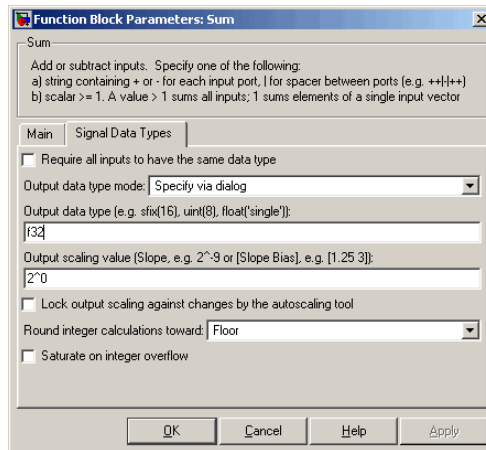 Function Block Parameters: Sum
Sum
Add or subtract inputs. Specify one of the following:
a) string containing + or - for each input port, | for spacer between ports (e.g. ++|-|++)
b) scalar >= 1. A value > 1 sums all inputs; 1 sums elements of a single input vector
Main Signal Data Types
Require all inputs to have the same data type
Output data type mode: Specify via dialog
Output data type (e.g. sfix(16), uint(8), float('single')):
f32
Output scaling value (Slope, e.g. 2^-9 or [Slope Bias], e.g. [1.25 3]):
2^0
Lock output scaling against changes by the autoscaling tool
Round integer calculations toward: Floor
Saturate on integer overflow
OK Cancel Help Apply